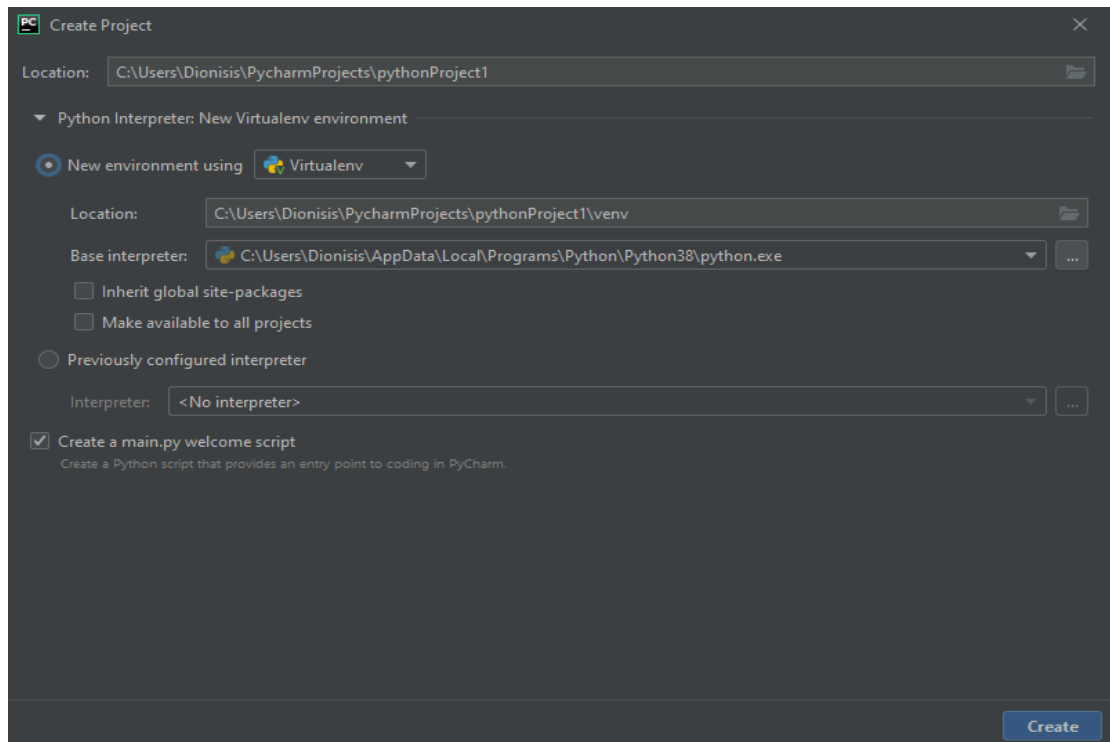 PC Create Project
Location: C:\Users\Dionisis\PycharmProjects\pythonProject1
Python Interpreter: New Virtualenv environment
New environment using Virtualenv
Location: C:\Users\Dionisis\PycharmProjects\pythonProject1\venv
Base interpreter: C:\Users\Dionisis\AppData\Local\Programs\Python\Python38\python.exe ...
Inherit global site-packages
Make available to all projects
Previously configured interpreter
Interpreter: <No interpreter> ...
Create a main.py welcome script
Create a Python script that provides an entry point to coding in PyCharm.
Create